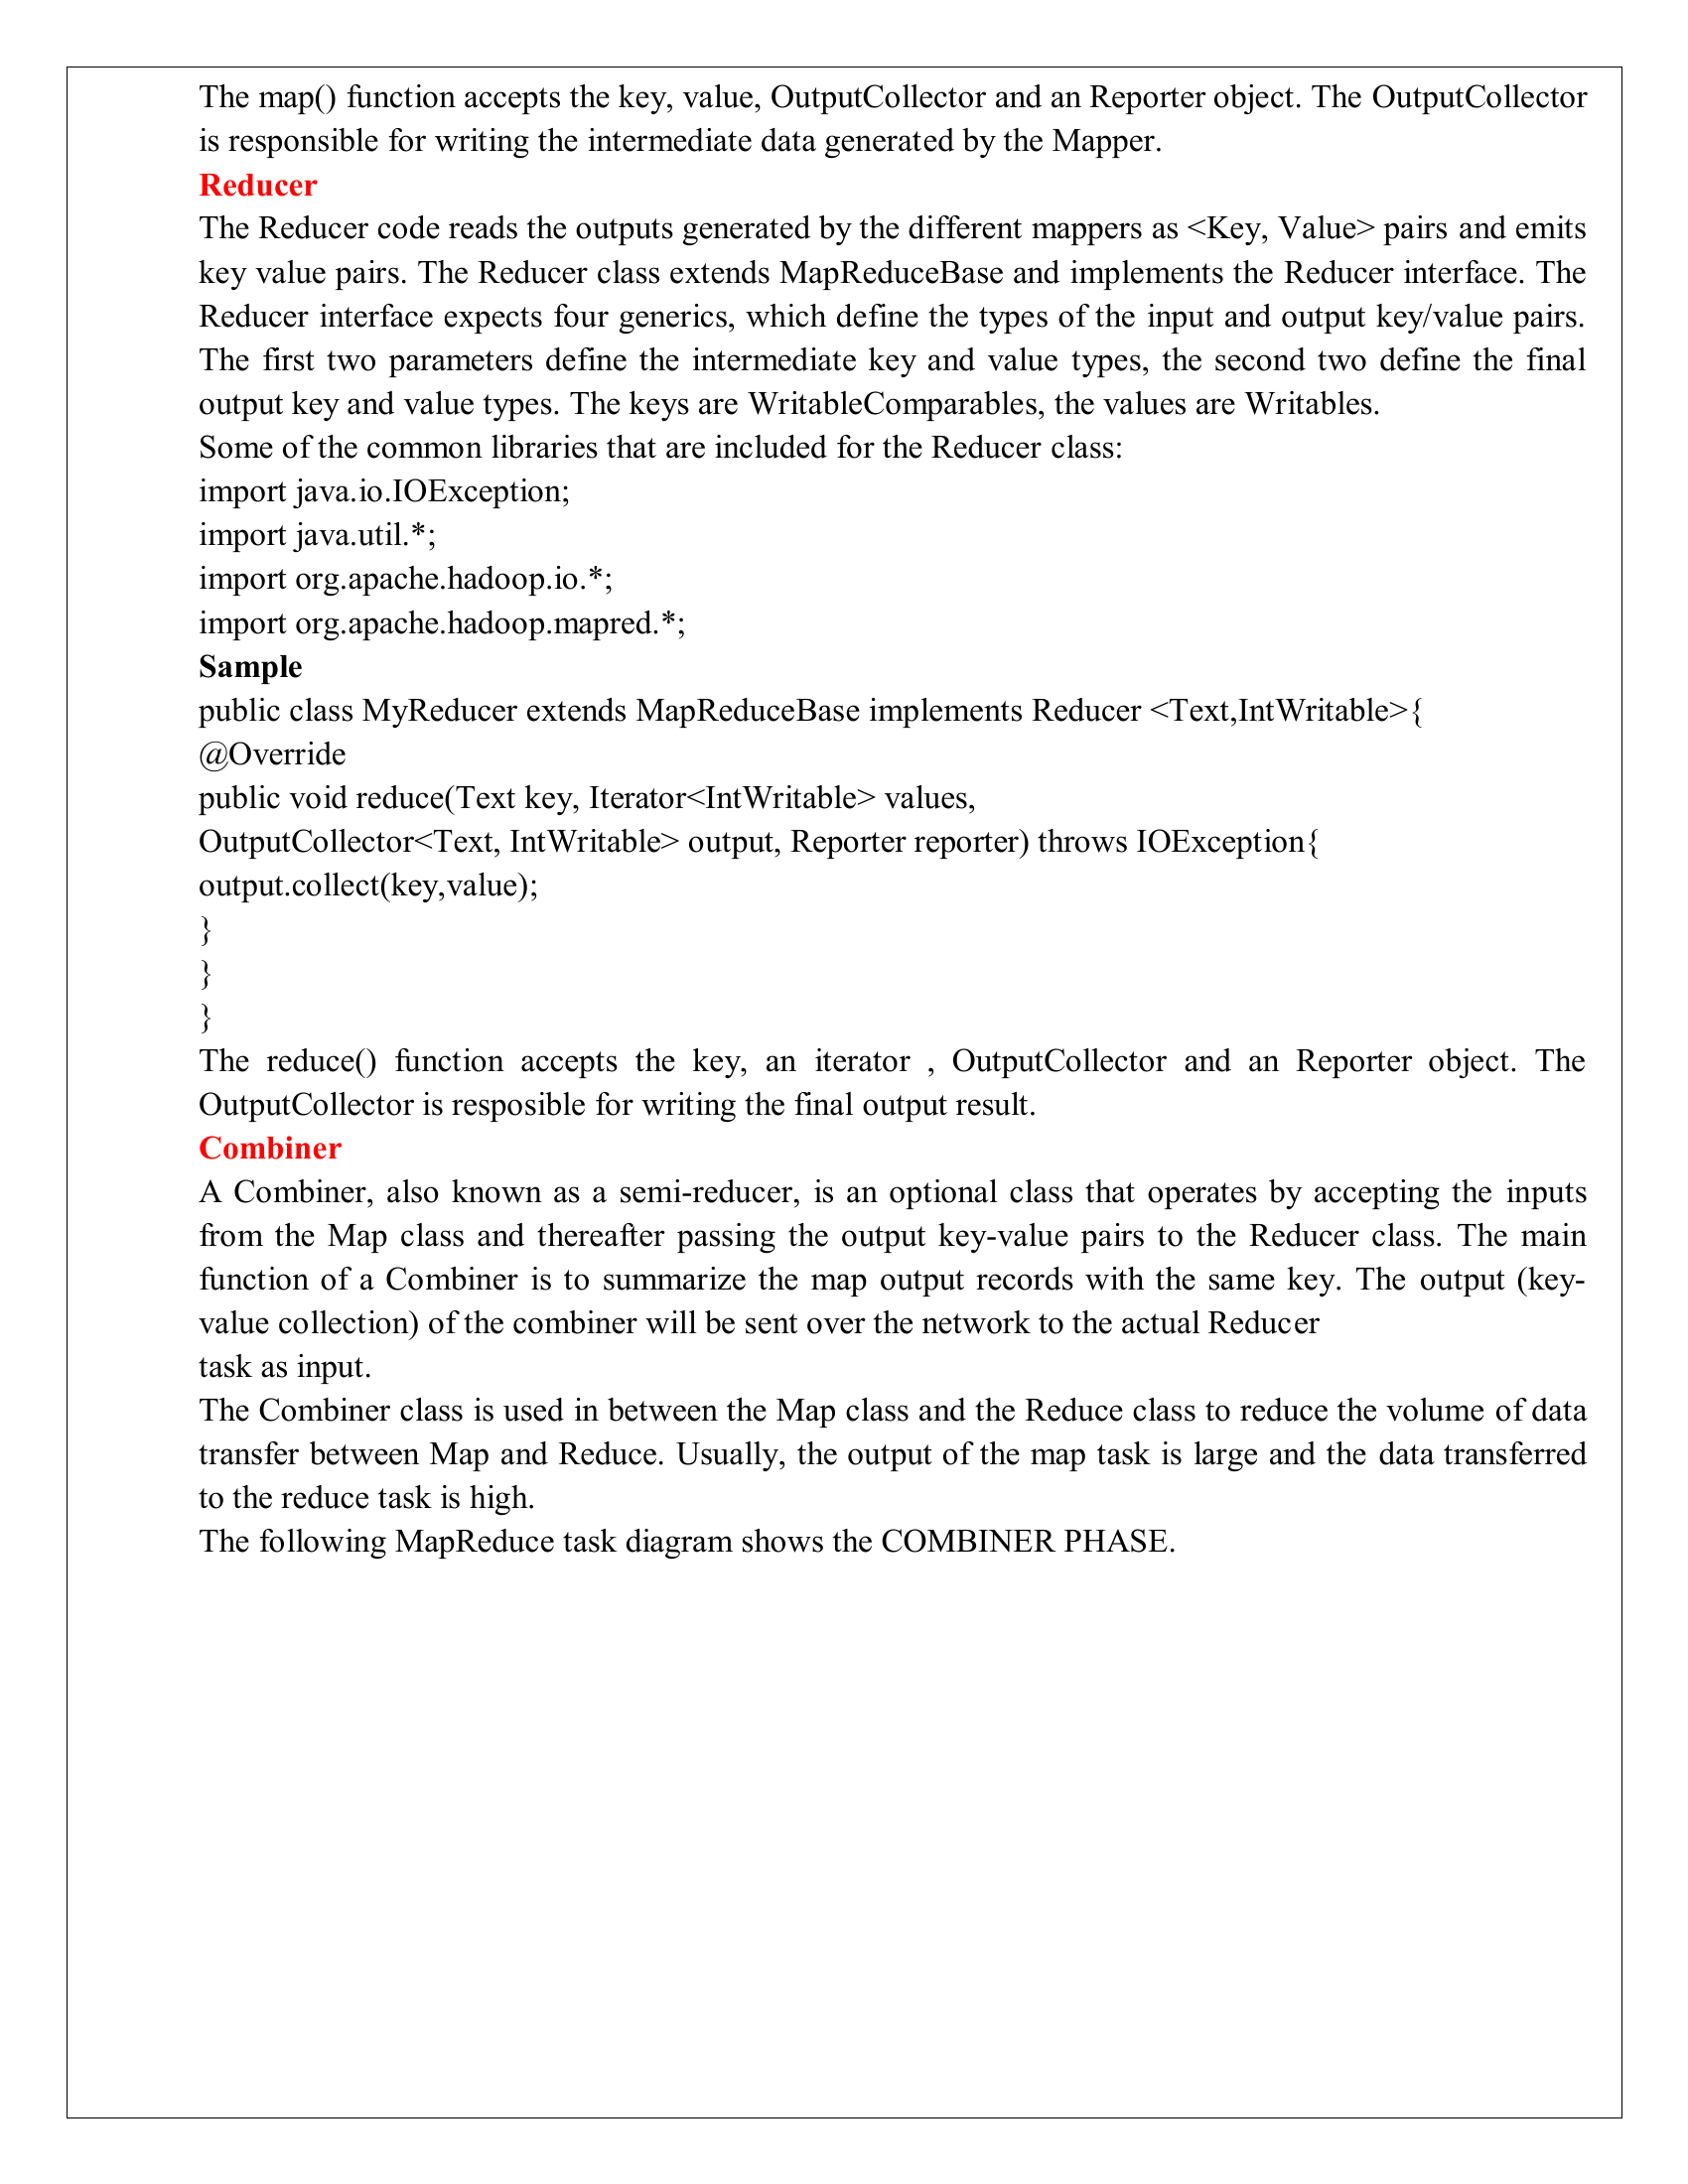 The map() function accepts the key, value, OutputCollector and an Reporter object. The OutputCollector
is responsible for writing the intermediate data generated by the Mapper.
Reducer
The Reducer code reads the outputs generated by the different mappers as <Key, Value> pairs and emits
key value pairs. The Reducer class extends MapReduceBase and implements the Reducer interface. The
Reducer interface expects four generics, which define the types of the input and output key/value pairs.
The first two parameters define the intermediate key and value types, the second two define the final
output key and value types. The keys are WritableComparables, the values are Writables.
Some of the common libraries that are included for the Reducer class:
import java.io.IOException;
import java.util.*;
import org.apache.hadoop.io.*;
import org.apache.hadoop.mapred.*;
Sample
public class MyReducer extends MapReduceBase implements Reducer <Text,IntWritable>{
@Override
public void reduce(Text key, Iterator<IntWritable> values,
OutputCollector<Text, IntWritable> output, Reporter reporter) throws IOException{
output.collect(key,value);
}
}
}
The reduce() function accepts the key, an iterator , OutputCollector and an Reporter object. The
OutputCollector is resposible for writing the final output result.
Combiner
A Combiner, also known as a semi-reducer, is an optional class that operates by accepting the inputs
from the Map class and thereafter passing the output key-value pairs to the Reducer class. The main
function of a Combiner is to summarize the map output records with the same key. The output (key-
value collection) of the combiner will be sent over the network to the actual Reducer
task as input.
The Combiner class is used in between the Map class and the Reduce class to reduce the volume of data
transfer between Map and Reduce. Usually, the output of the map task is large and the data transferred
to the reduce task is high.
The following MapReduce task diagram shows the COMBINER PHASE.